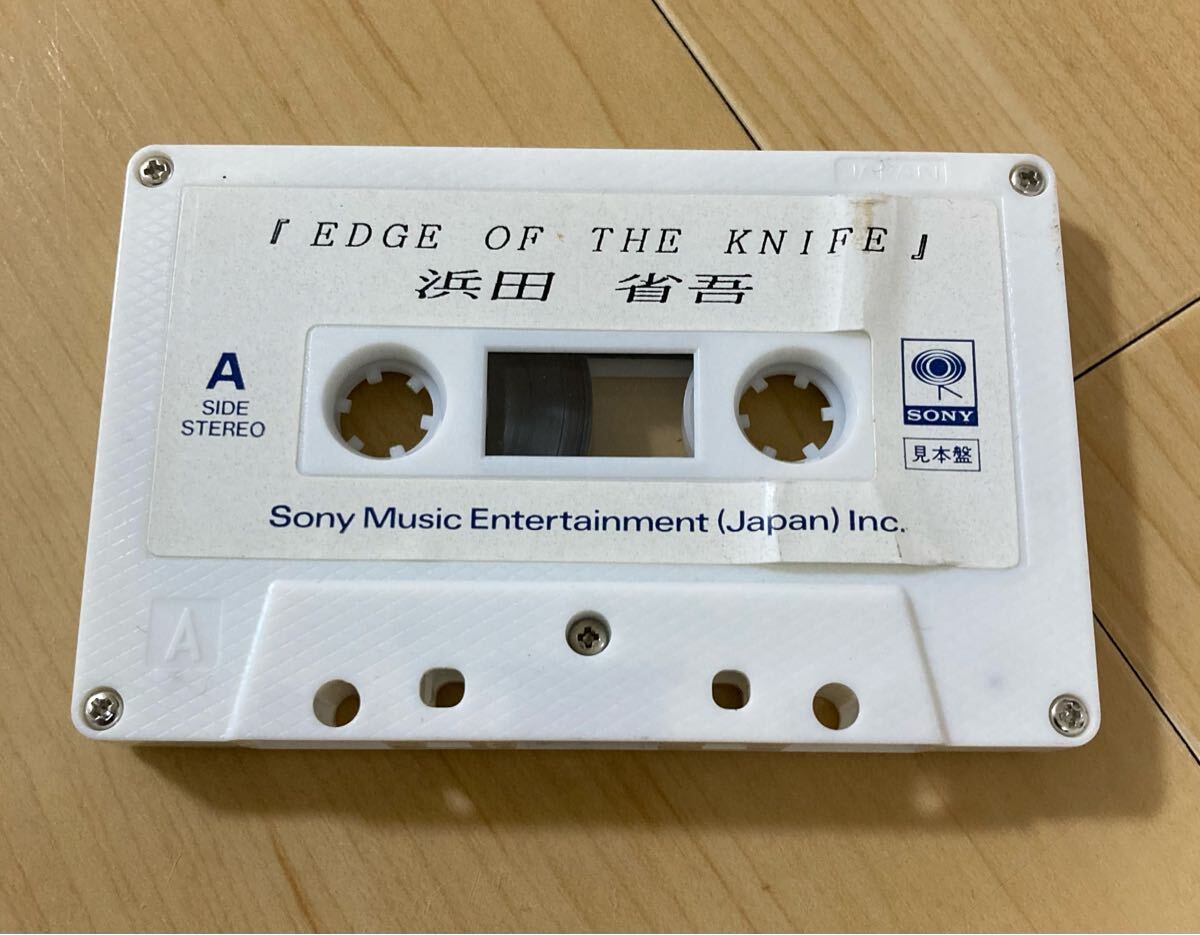 『EDGE OF THE KNIFE』
浜田 省吾
A
SIDE
STEREO
SONY
見本盤
Sony Music Entertainment (Japan) Inc.
A